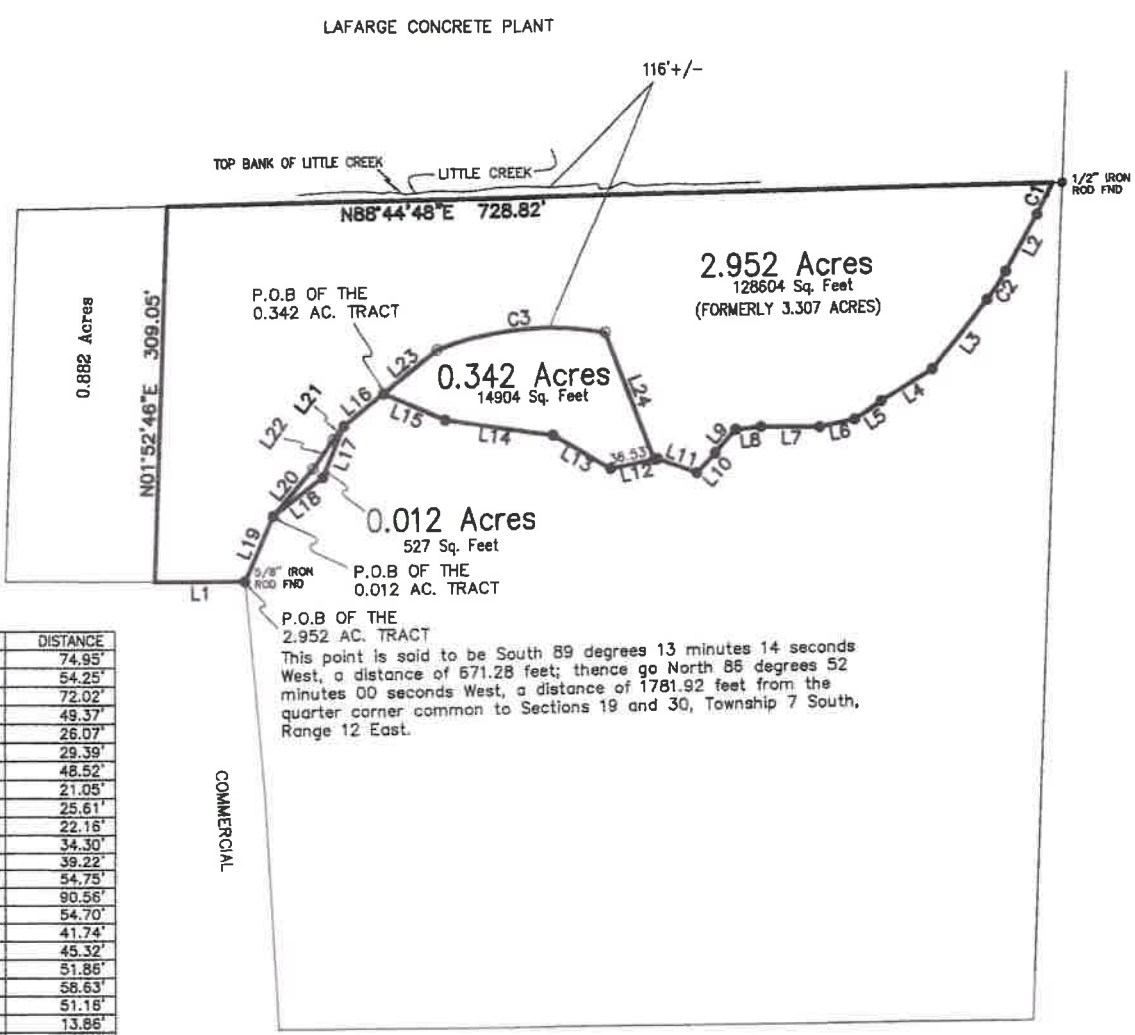 LAFARGE CONCRETE PLANT
116'+/-
TOP BANK OF LITTLE CREEK
LITTLE CREEK
1/2" IRON
ROD FND
N88°44'48"E 728.82'
C1
L2
C2
L3
L4
L5
L6
L7
L8
L9
L10
L11
L12
36.53'
L13
L14
L15
L16
L17
L18
L19
L20
L21
L22
L23
C3
L24
2.952 Acres
128604 Sq. Feet
(FORMERLY 3.307 ACRES)
P.O.B OF THE
0.342 AC. TRACT
0.342 Acres
14904 Sq. Feet
0.882 Acres
N01°52'46"E 309.05'
0.012 Acres
527 Sq. Feet
5/8" IRON
ROD FND
L1
P.O.B OF THE
0.012 AC. TRACT
P.O.B OF THE
2.952 AC. TRACT
This point is said to be South 89 degrees 13 minutes 14 seconds
West, a distance of 671.28 feet; thence go North 86 degrees 52
minutes 00 seconds West, a distance of 1781.92 feet from the
quarter corner common to Sections 19 and 30, Township 7 South,
Range 12 East.
COMMERCIAL
DISTANCE
74.95'
54.25'
72.02'
49.37'
26.07'
29.39'
48.52'
21.05'
25.61'
22.16'
34.30'
39.22'
54.75'
90.56'
54.70'
41.74'
45.32'
51.86'
58.63'
51.16'
13.86'